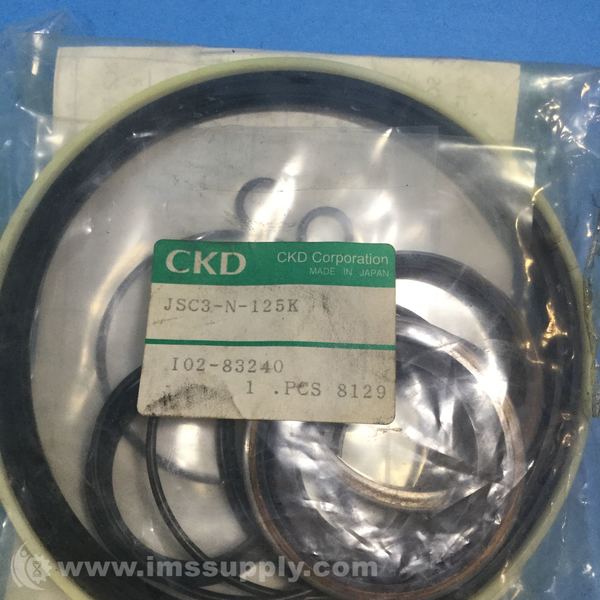 CKD CKD Corporation
MADE IN JAPAN
JSC3-N-125K
I02-83240
1 .PCS 8129
www.imssupply.com